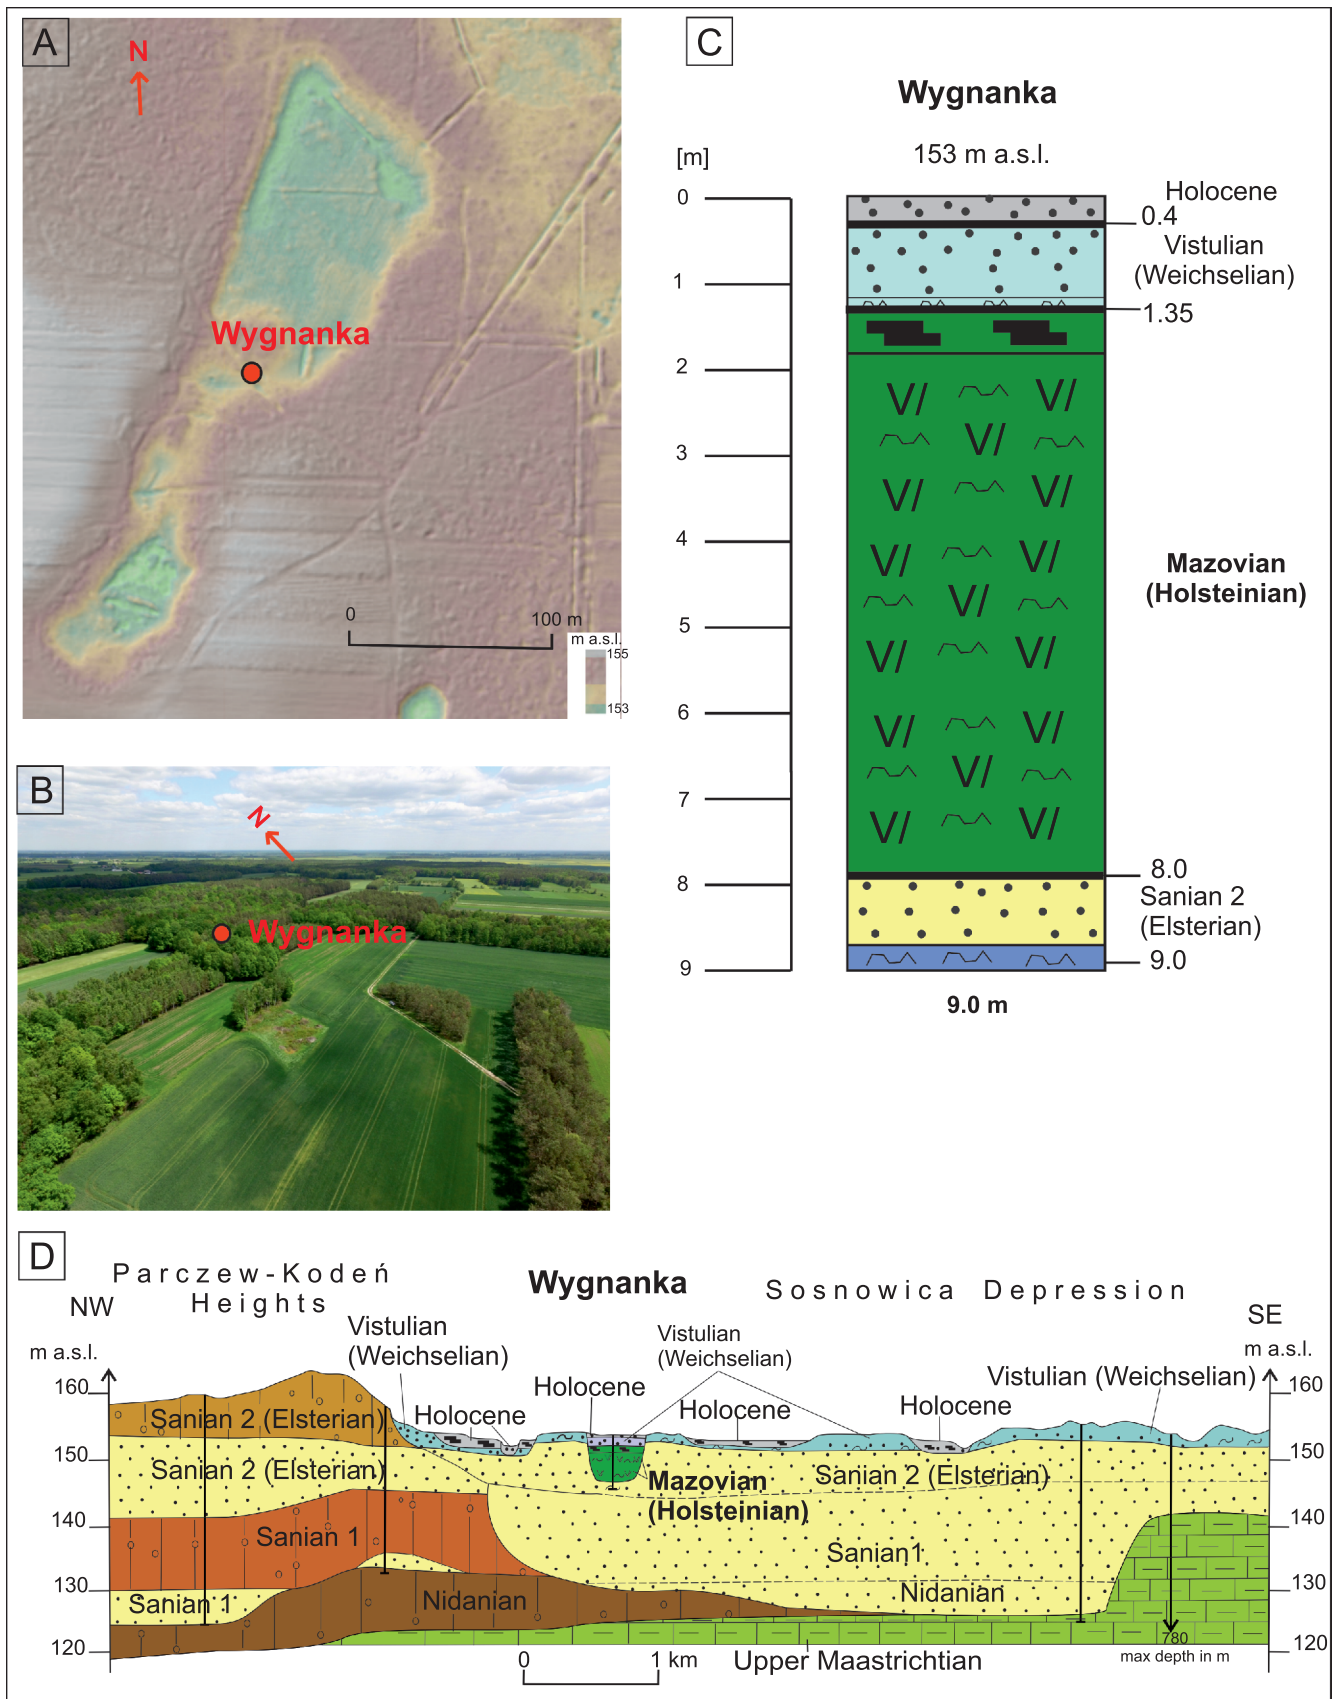 A
N
Wygnanka
0
100 m
m a.s.l.
155
153
B
N
Wygnanka
C
Wygnanka
153 m a.s.l.
[m]
0
1
2
3
4
5
6
7
8
9
Holocene
0.4
Vistulian
(Weichselian)
1.35
Mazovian
(Holsteinian)
8.0
Sanian 2
(Elsterian)
9.0
9.0 m
D
Parczew-Kodeń
Heights
Wygnanka
Sosnowica Depression
NW
SE
m a.s.l.
m a.s.l.
160
150
140
130
120
160
150
140
130
120
Vistulian
(Weichselian)
Vistulian
(Weichselian)
Vistulian (Weichselian)
Holocene
Holocene
Holocene
Holocene
Sanian 2 (Elsterian)
Sanian 2 (Elsterian)
Mazovian
(Holsteinian)
Sanian 2 (Elsterian)
Sanian 1
Sanian1
Sanian 1
Nidanian
Nidanian
780
max depth in m
0
1 km
Upper Maastrichtian